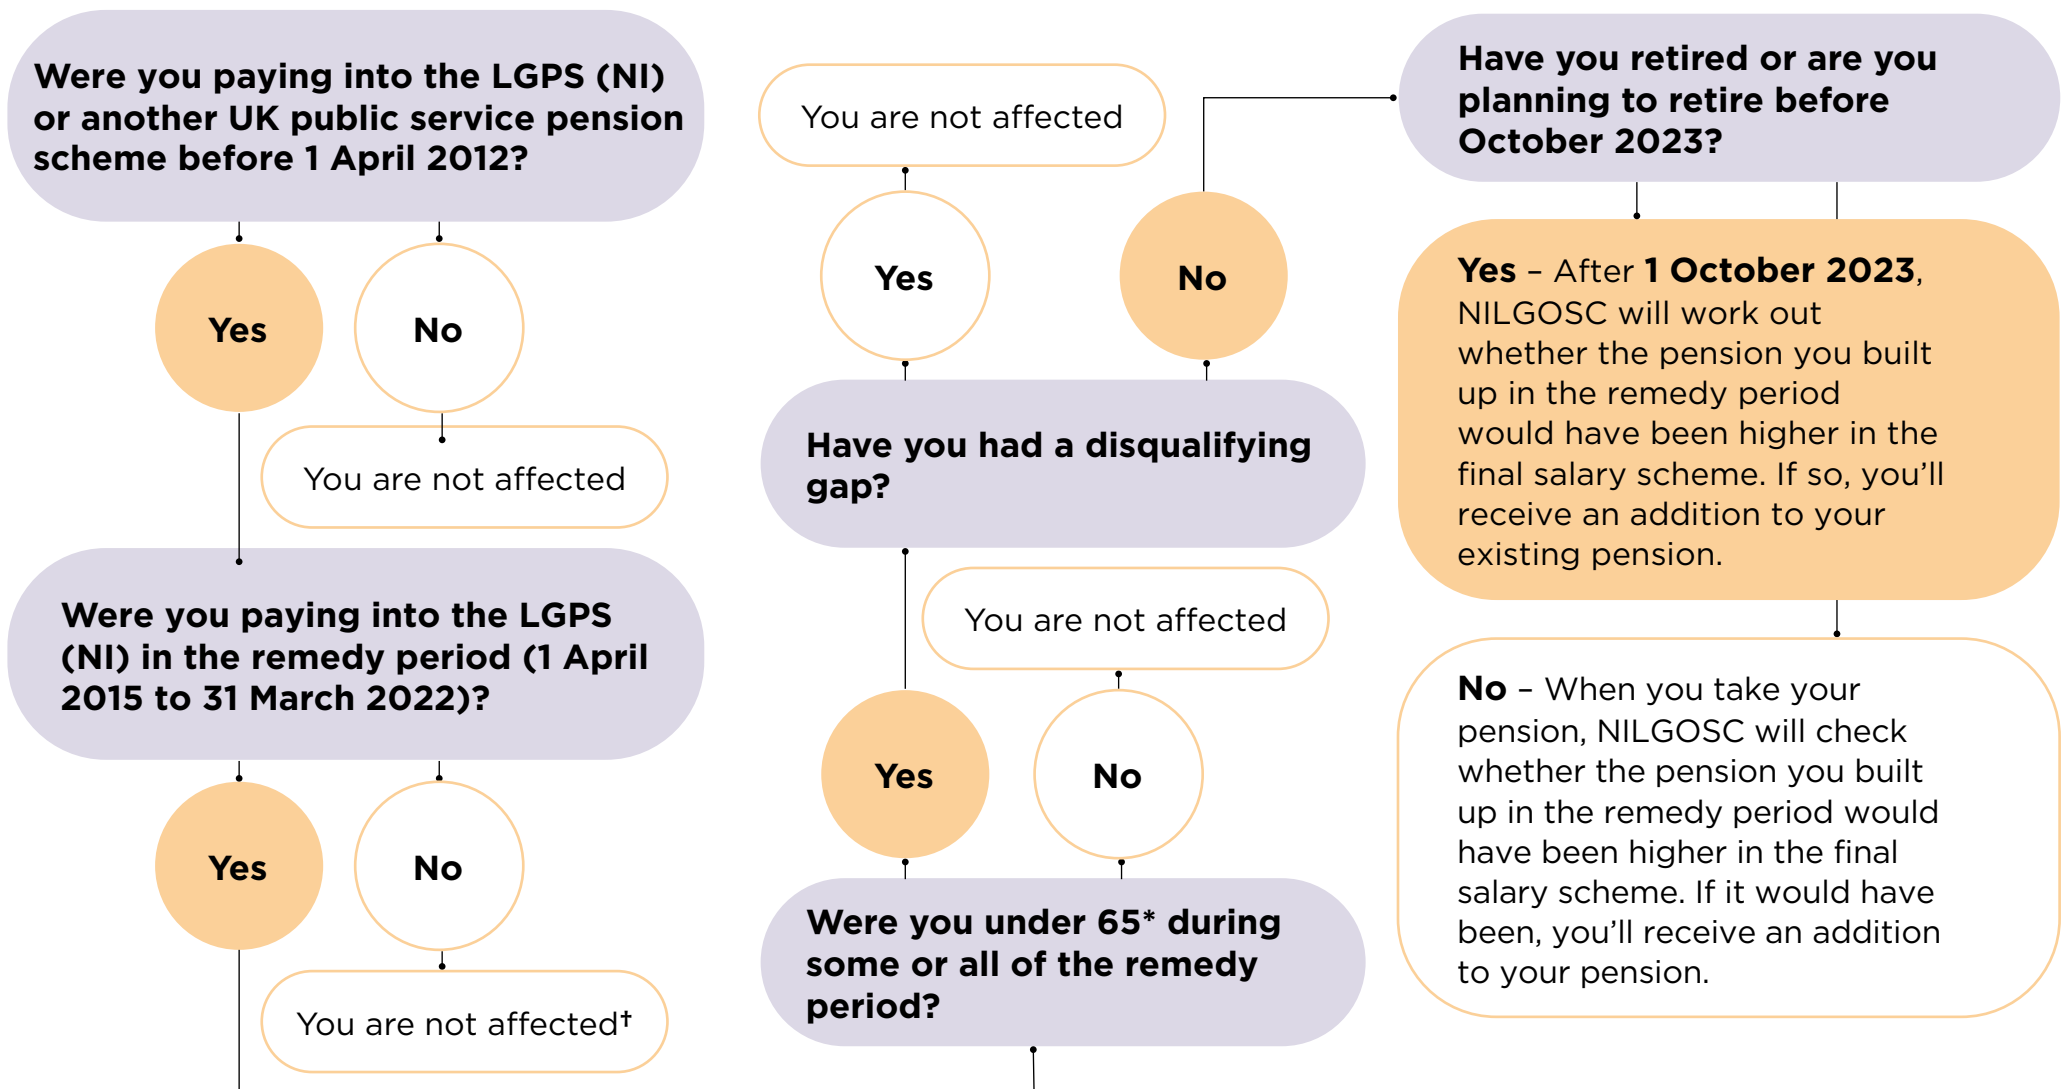 Were you paying into the LGPS (NI)
or another UK public service pension
scheme before 1 April 2012?
Yes
No
You are not affected
Were you paying into the LGPS
(NI) in the remedy period (1 April
2015 to 31 March 2022)?
Yes
No
You are not affected†
Were you under 65* during
some or all of the remedy
period?
Yes
No
You are not affected
Have you had a disqualifying
gap?
Yes
No
You are not affected
Have you retired or are you
planning to retire before
October 2023?
Yes – After 1 October 2023,
NILGOSC will work out
whether the pension you built
up in the remedy period
would have been higher in the
final salary scheme. If so, you’ll
receive an addition to your
existing pension.
No – When you take your
pension, NILGOSC will check
whether the pension you built
up in the remedy period would
have been higher in the final
salary scheme. If it would have
been, you’ll receive an addition
to your pension.